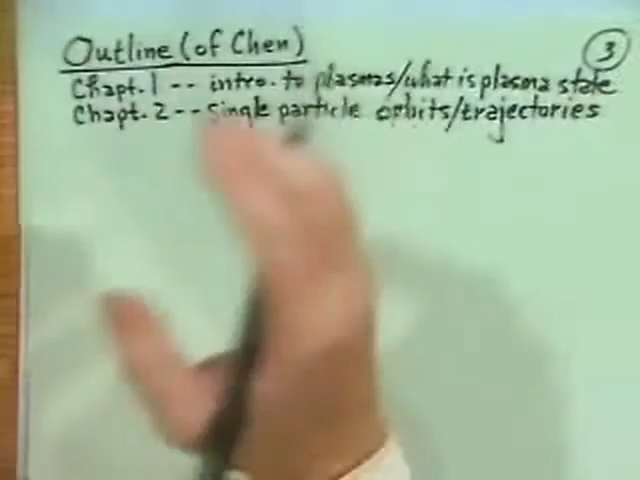 Outline (of Chen)
3
Chapt. 1 -- intro. to plasmas/what is plasma state
Chapt. 2 -- single particle orbits/trajectories